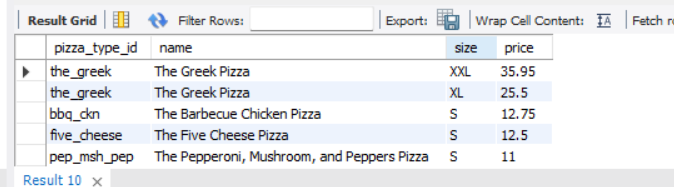 Result Grid Filter Rows: Export: Wrap Cell Content: Fetch
pizza_type_id name size price
the_greek The Greek Pizza XXL 35.95
the_greek The Greek Pizza XL 25.5
bbq_ckn The Barbecue Chicken Pizza S 12.75
five_cheese The Five Cheese Pizza S 12.5
pep_msh_pep The Pepperoni, Mushroom, and Peppers Pizza S 11
Result 10 ×